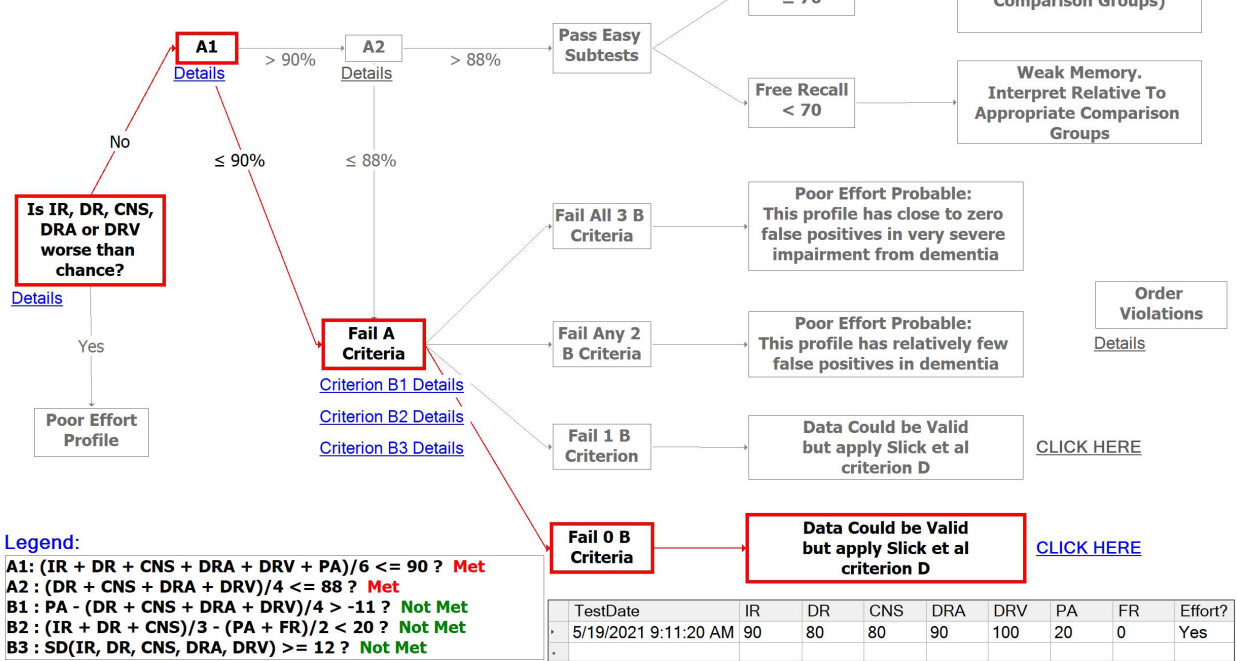 ≤ 70
Comparison Groups)
A1
Details
> 90%
A2
Details
> 88%
Pass Easy
Subtests
Free Recall
< 70
Weak Memory.
Interpret Relative To
Appropriate Comparison
Groups
No
≤ 90%
≤ 88%
Is IR, DR, CNS,
DRA or DRV
worse than
chance?
Details
Yes
Poor Effort
Profile
Fail A
Criteria
Criterion B1 Details
Criterion B2 Details
Criterion B3 Details
Fail All 3 B
Criteria
Poor Effort Probable:
This profile has close to zero
false positives in very severe
impairment from dementia
Fail Any 2
B Criteria
Poor Effort Probable:
This profile has relatively few
false positives in dementia
Order
Violations
Details
Fail 1 B
Criterion
Data Could be Valid
but apply Slick et al
criterion D
CLICK HERE
Fail 0 B
Criteria
Data Could be Valid
but apply Slick et al
criterion D
CLICK HERE
Legend:
A1: (IR + DR + CNS + DRA + DRV + PA)/6 <= 90 ? Met
A2 : (DR + CNS + DRA + DRV)/4 <= 88 ? Met
B1 : PA - (DR + CNS + DRA + DRV)/4 > -11 ? Not Met
B2 : (IR + DR + CNS)/3 - (PA + FR)/2 < 20 ? Not Met
B3 : SD(IR, DR, CNS, DRA, DRV) >= 12 ? Not Met
TestDate IR DR CNS DRA DRV PA FR Effort?
5/19/2021 9:11:20 AM 90 80 80 90 100 20 0 Yes